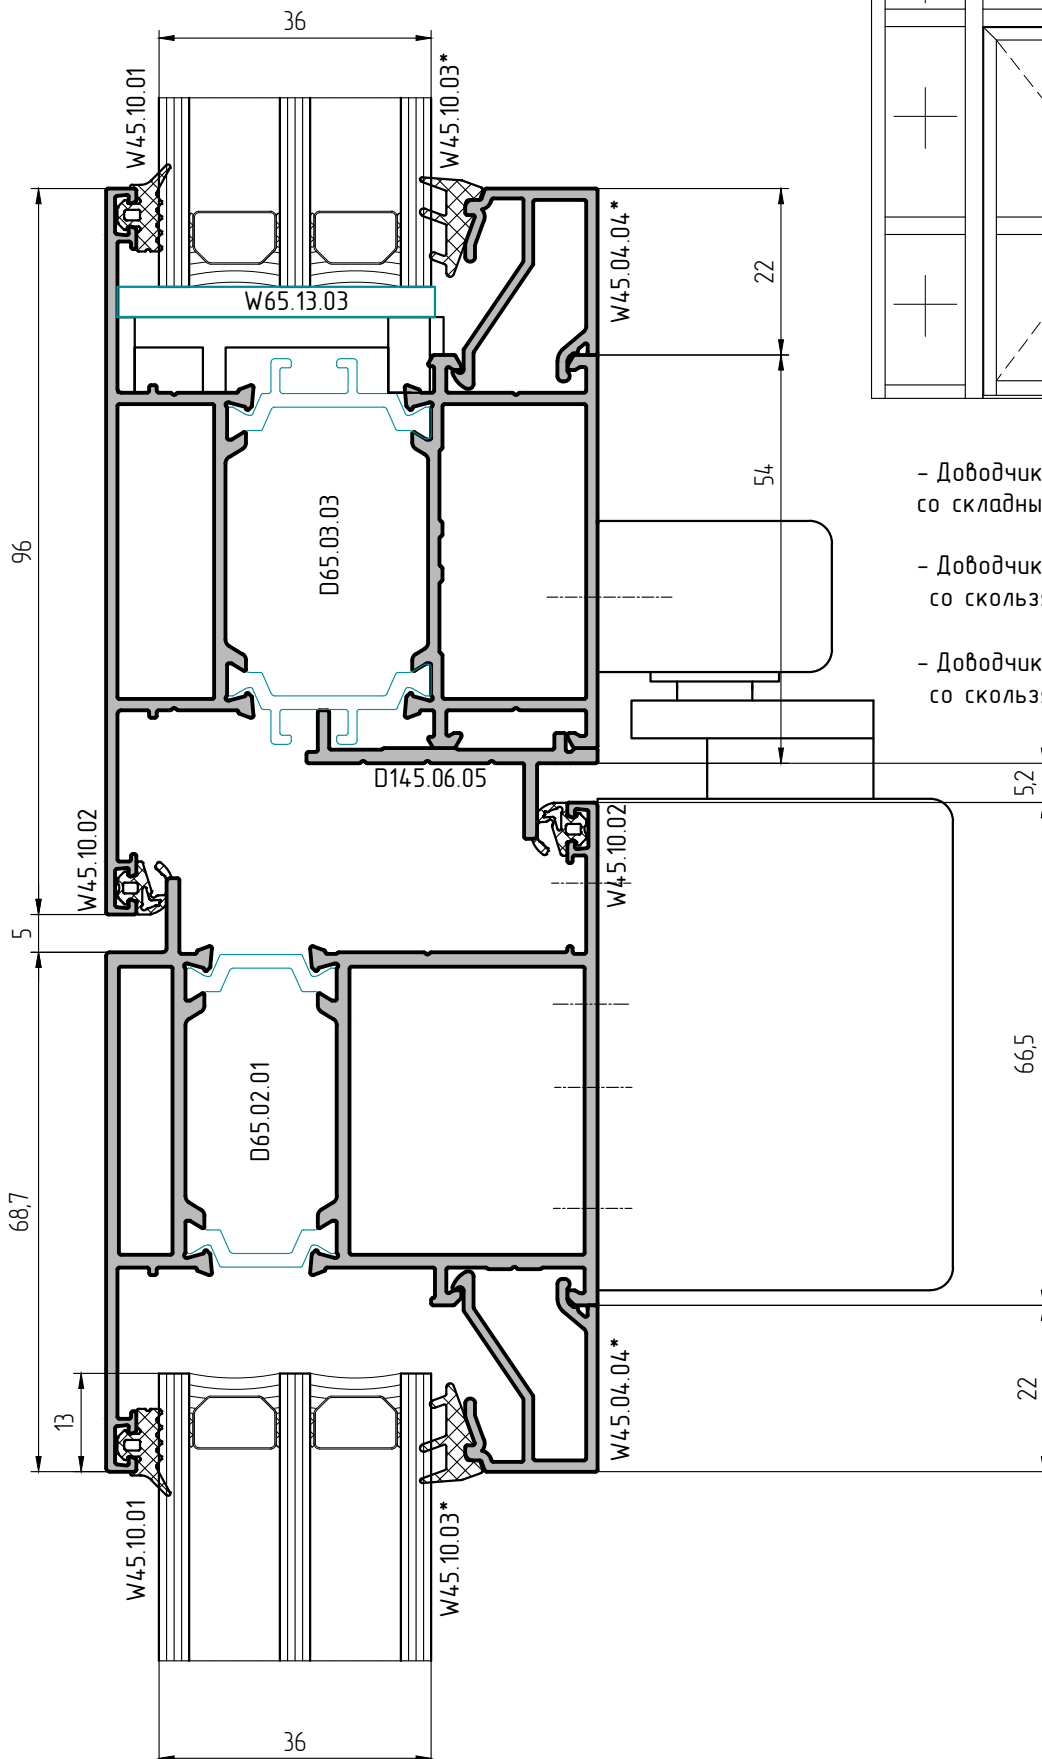 36
W45.10.01
W45.10.03*
W45.04.04*
22
W65.13.03
54
96
D65.03.03
- Доводчик
со складны
- Доводчик
со скольз
- Доводчик
со скольз
D145.06.05
5,2
W45.10.02
W45.10.02
5
66,5
D65.02.01
68,7
W45.04.04*
22
13
W45.10.01
W45.10.03*
36